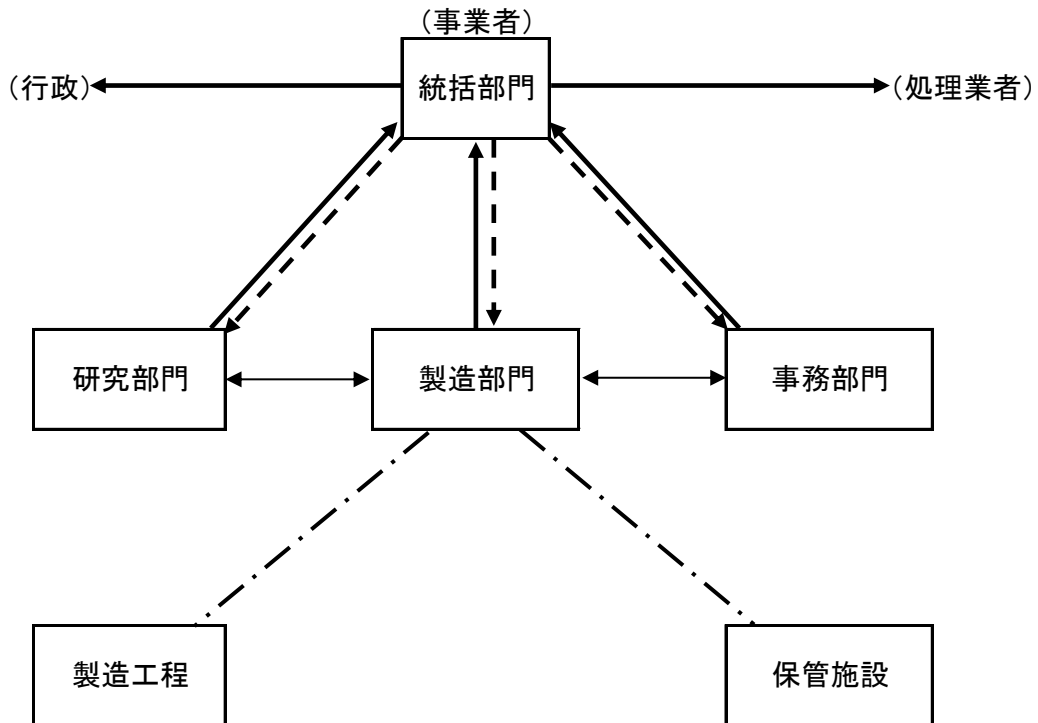 （事業者）
（行政）
統括部門
（処理業者）
研究部門
製造部門
事務部門
製造工程
保管施設